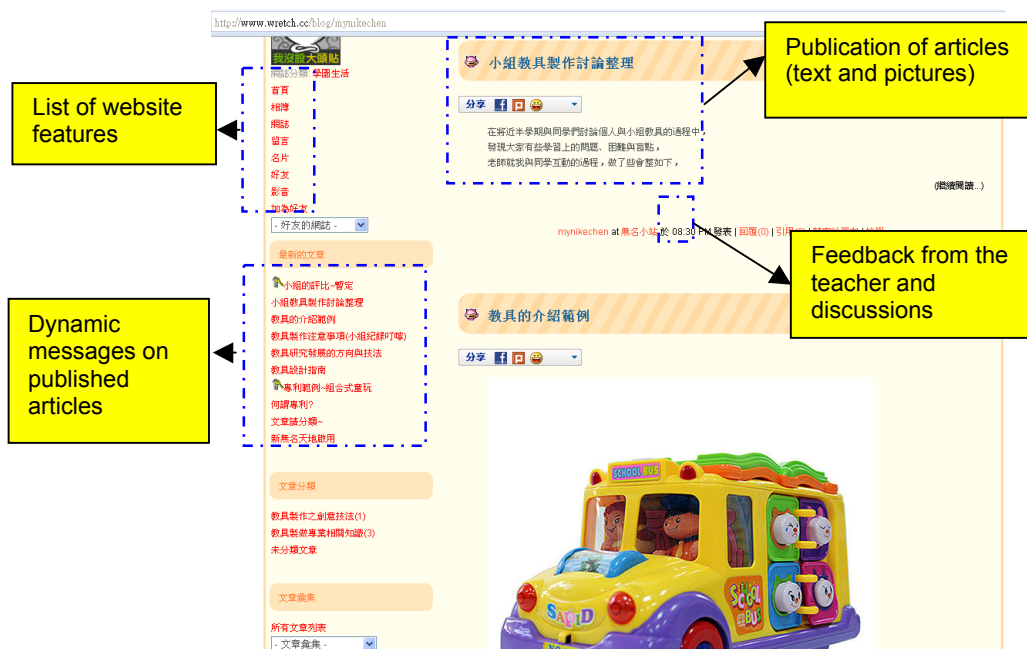 http://www.wretch.cc/blog/mynikechen
我沒設大頭貼
網誌分類: 學園生活
首頁
相簿
網誌
留言
名片
好友
影音
加為好友
- 好友的網誌 -
最新的文章
小組的評比~暫定
小組教具製作討論整理
教具的介紹範例
教具製作注意事項(小組紀錄叮嚀)
教具研究發展的方向與技法
教具設計指南
專利範例~組合式童玩
何謂專利?
文章請分類~
新無名天地啟用
文章分類
教具製作之創意技法(1)
教具製做專業相關知識(3)
未分類文章
文章彙集
所有文章列表
- 文章彙集 -
小組教具製作討論整理
分享
在將近半學期與同學們討論個人與小組教具的過程中,
發現大家有些學習上的問題、困難與盲點,
老師就我與同學互動的過程,做了些會整如下,
(繼續閱讀...)
mynikechen at 無名小站 於 08:30 PM 發表 | 回覆(0) | 引用
教具的介紹範例
分享
SCHOOL BUS
SCHOOL
BUS
List of website
features
Dynamic
messages on
published
articles
Publication of articles
(text and pictures)
Feedback from the
teacher and
discussions